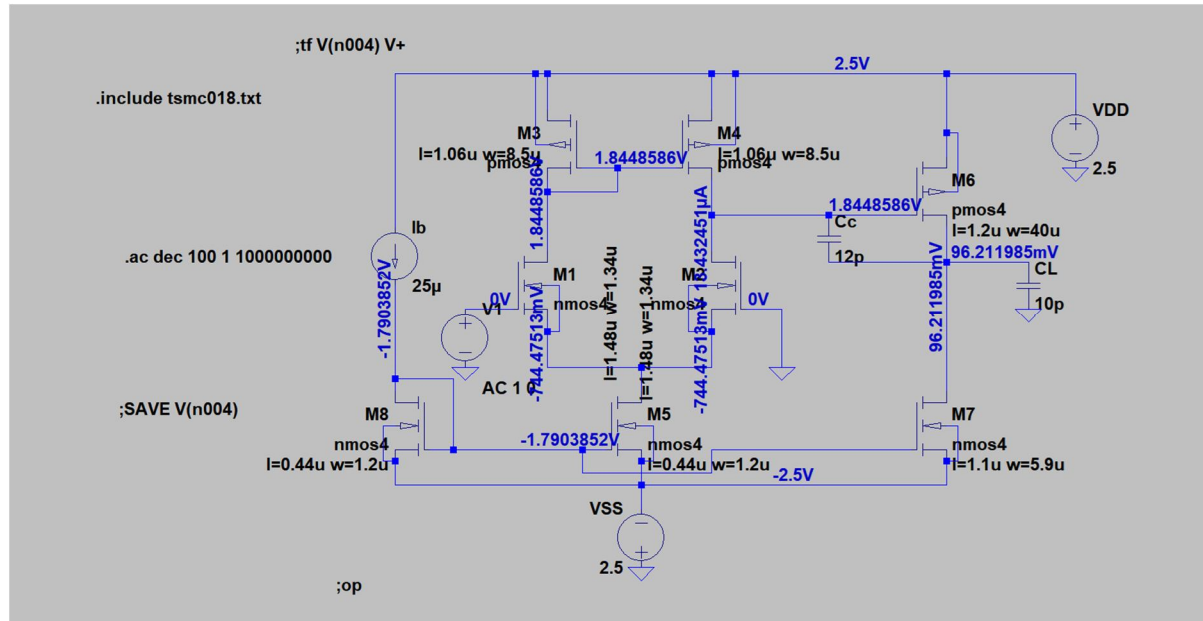 ;tf V(n004) V+
2.5V
.include tsmc018.txt
VDD
2.5
M3
l=1.06u w=8.5u
pmos4
1.8448586V
M4
l=1.06u w=8.5u
pmos4
M6
1.8448586V
pmos4
l=1.2u w=40u
1.8448586V
18.432451µA
Cc
12p
96.211985mV
CL
10p
Ib
25µ
.ac dec 100 1 1000000000
-1.7903852V
M1
nmos4
l=1.48u w=1.34u
M2
nmos4
l=1.48u w=1.34u
0V
0V
V1
AC 1 0
-744.47513mV
-744.47513mV
96.211985mV
;SAVE V(n004)
M8
nmos4
l=0.44u w=1.2u
-1.7903852V
M5
nmos4
l=0.44u w=1.2u
M7
nmos4
l=1.1u w=5.9u
-2.5V
VSS
2.5
;op